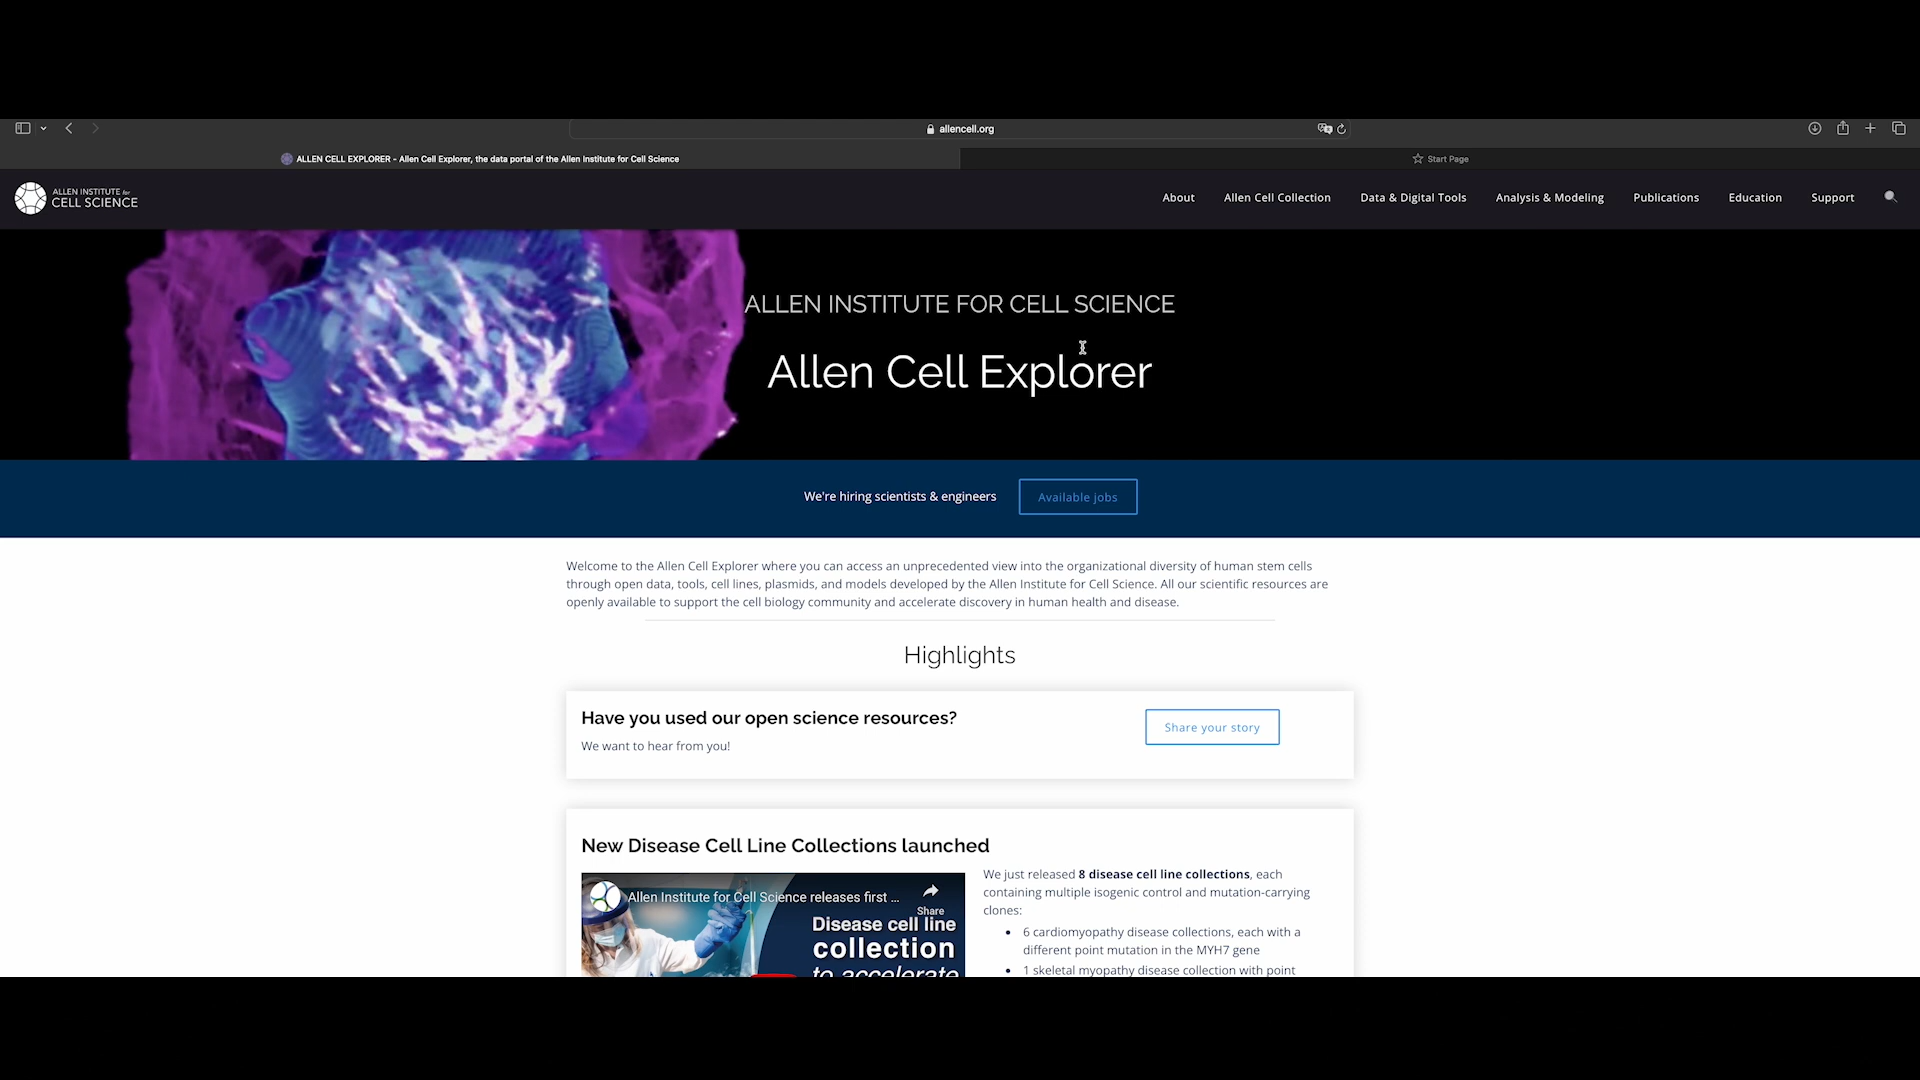 allencell.org
ALLEN CELL EXPLORER - Allen Cell Explorer, the data portal of the Allen Institute for Cell Science
Start Page
ALLEN INSTITUTE for
CELL SCIENCE
About
Allen Cell Collection
Data & Digital Tools
Analysis & Modeling
Publications
Education
Support
ALLEN INSTITUTE FOR CELL SCIENCE
Allen Cell Explorer
We're hiring scientists & engineers
Available jobs
Welcome to the Allen Cell Explorer where you can access an unprecedented view into the organizational diversity of human stem cells
through open data, tools, cell lines, plasmids, and models developed by the Allen Institute for Cell Science. All our scientific resources are
openly available to support the cell biology community and accelerate discovery in human health and disease.
Highlights
Have you used our open science resources?
We want to hear from you!
Share your story
New Disease Cell Line Collections launched
Allen Institute for Cell Science releases first ...
Share
Disease cell line
collection
to accelerate
We just released 8 disease cell line collections, each
containing multiple isogenic control and mutation-carrying
clones:
• 6 cardiomyopathy disease collections, each with a
different point mutation in the MYH7 gene
• 1 skeletal myopathy disease collection with point